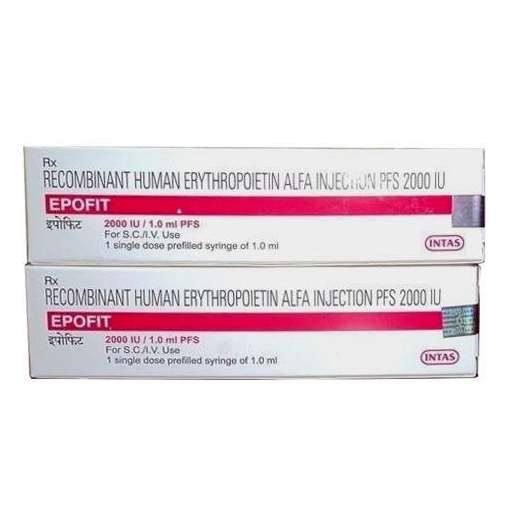 Rx
RECOMBINANT HUMAN ERYTHROPOIETIN ALFA INJECTION PFS 2000 IU
EPOFIT
इपोफिट
2000 IU / 1.0 ml PFS
For S.C./I.V. Use
1 single dose prefilled syringe of 1.0 ml
INTAS
Rx
RECOMBINANT HUMAN ERYTHROPOIETIN ALFA INJECTION PFS 2000 IU
EPOFIT
इपोफिट
2000 IU / 1.0 ml PFS
For S.C./I.V. Use
1 single dose prefilled syringe of 1.0 ml
INTAS